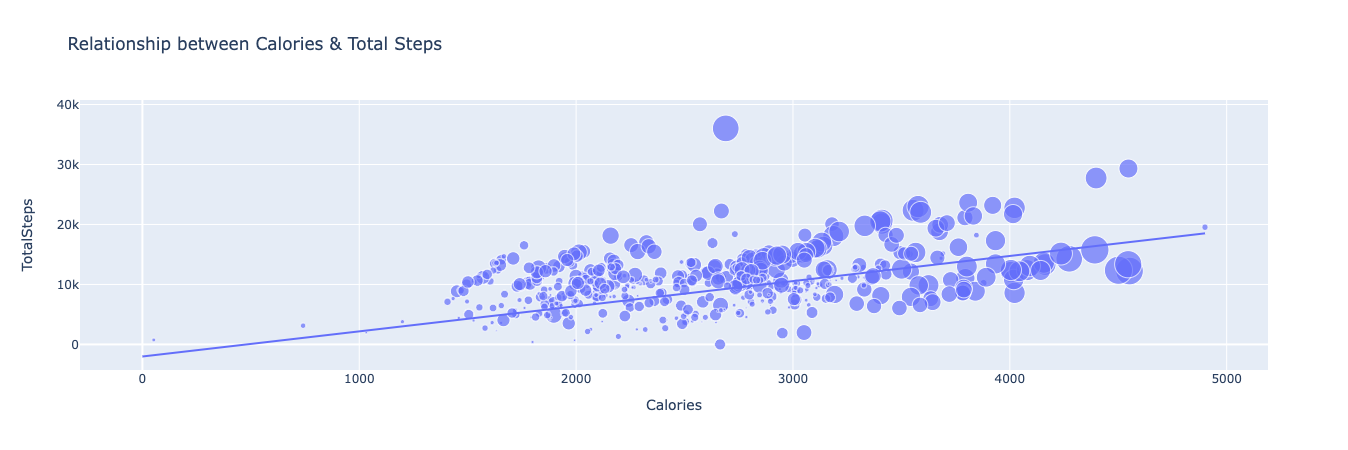 Relationship between Calories & Total Steps
40k
30k
20k
10k
0
TotalSteps
0 1000 2000 3000 4000 5000
Calories